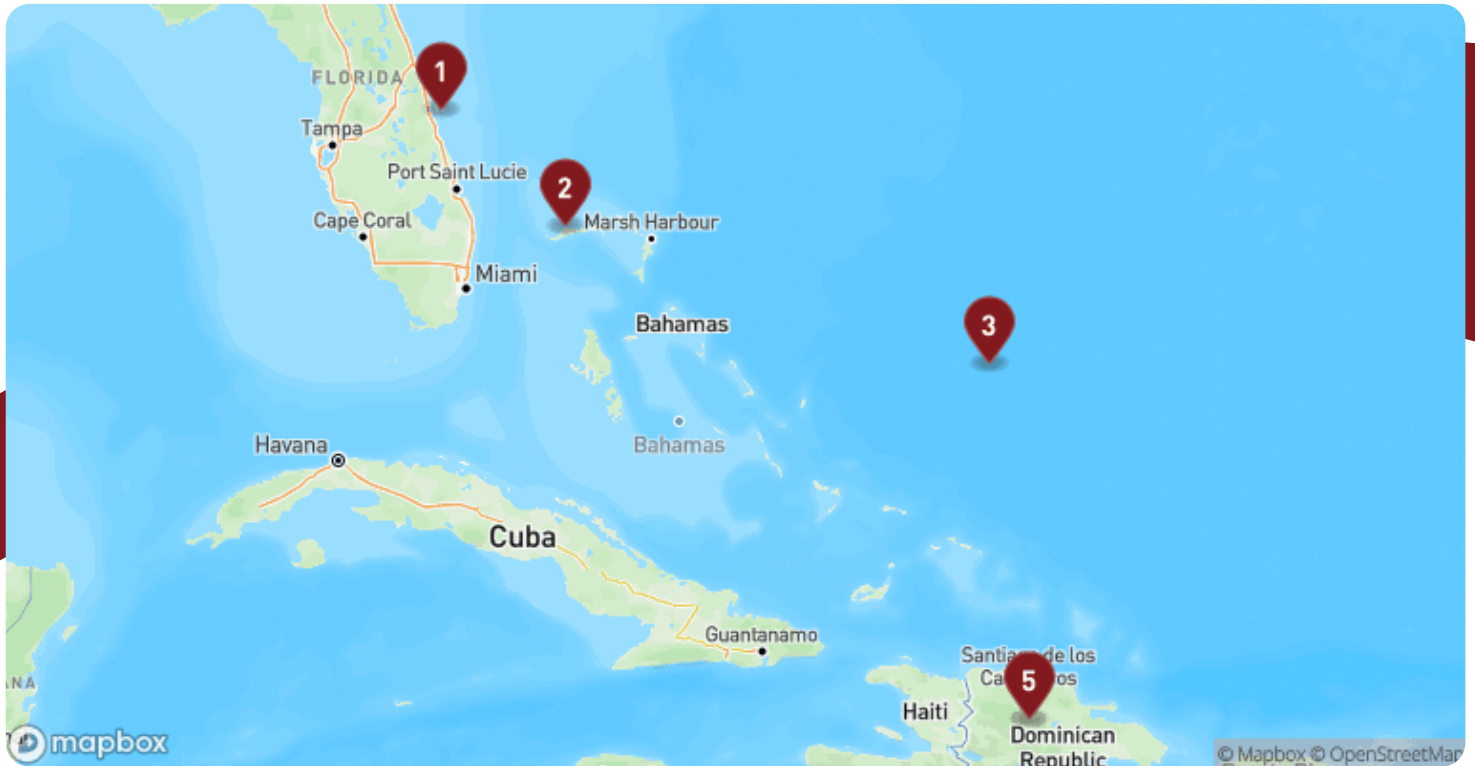 1
FLORIDA
Tampa
Port Saint Lucie
2
Cape Coral
Marsh Harbour
Miami
3
Bahamas
Havana
Bahamas
Cuba
Guantanamo
Santiago de los
5
Haiti
Dominican
Republic
mapbox
© Mapbox © OpenStreetMap